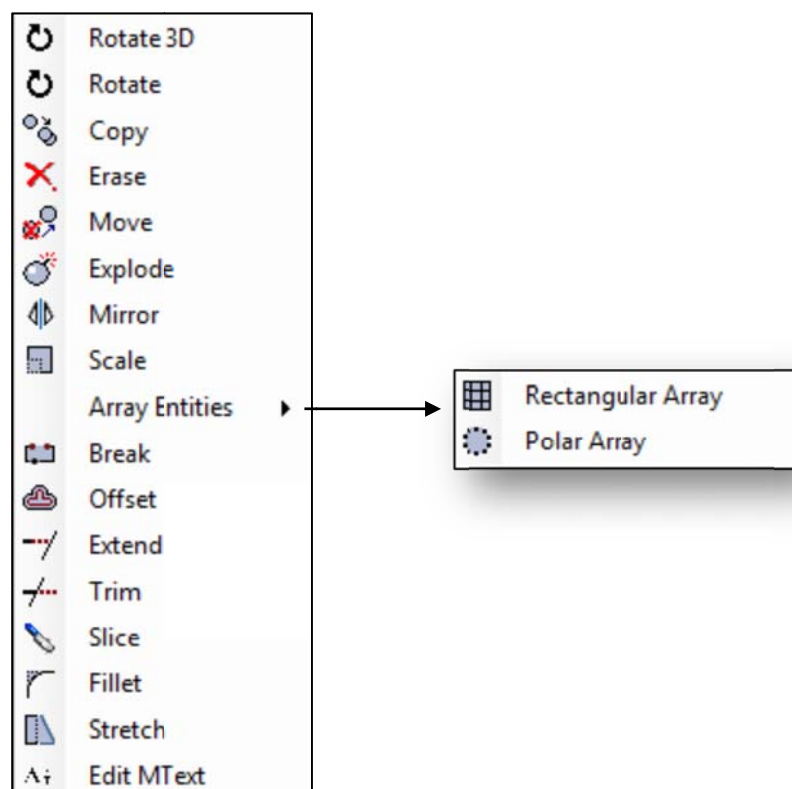 Rotate 3D
Rotate
Copy
Erase
Move
Explode
Mirror
Scale
Array Entities
Rectangular Array
Polar Array
Break
Offset
Extend
Trim
Slice
Fillet
Stretch
Edit MText